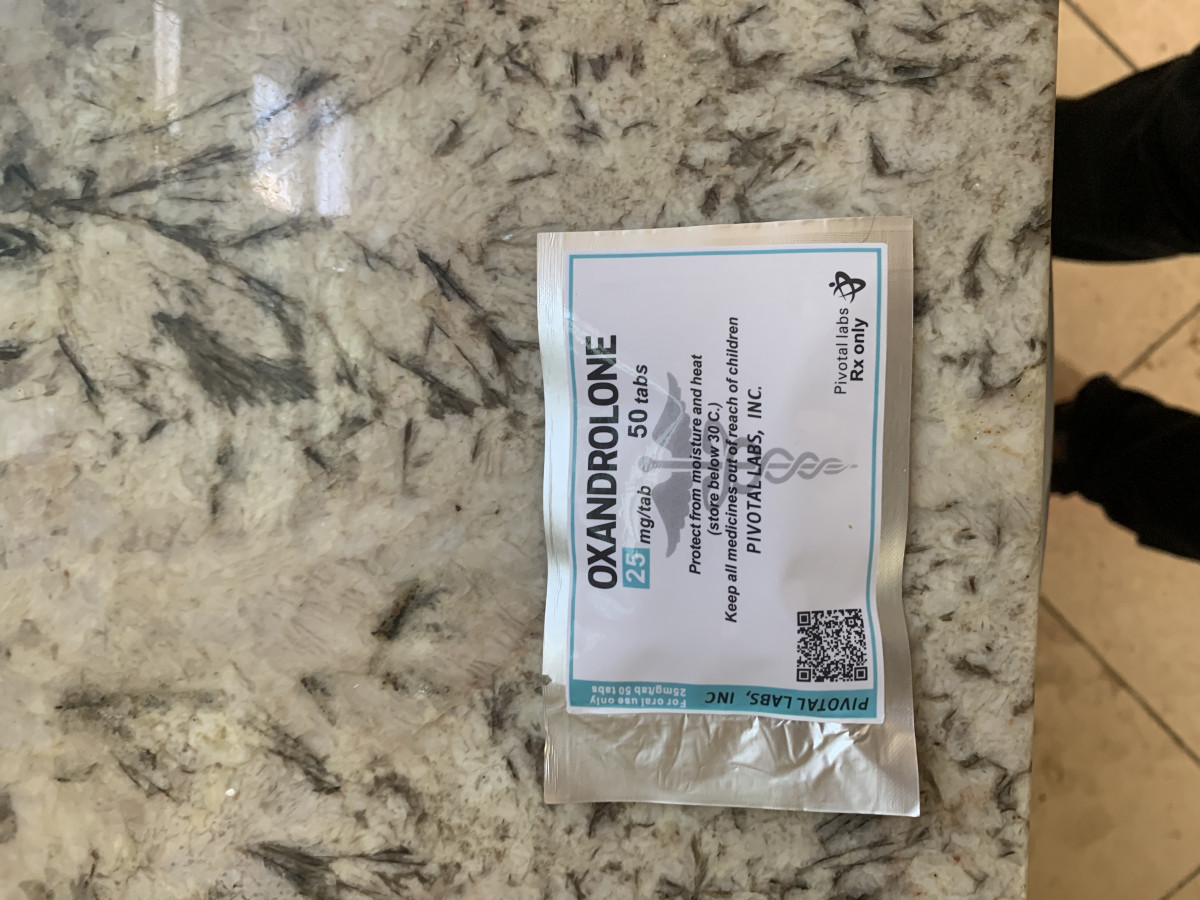 OXANDROLONE
25 mg/tab 50 tabs
Protect from moisture and heat
(store below 30 C.)
Keep all medicines out of reach of children
PIVOTAL LABS, INC.
Pivotal labs
Rx only
PIVOTAL LABS, INC
For oral use only
25mg/tab 50 tabs